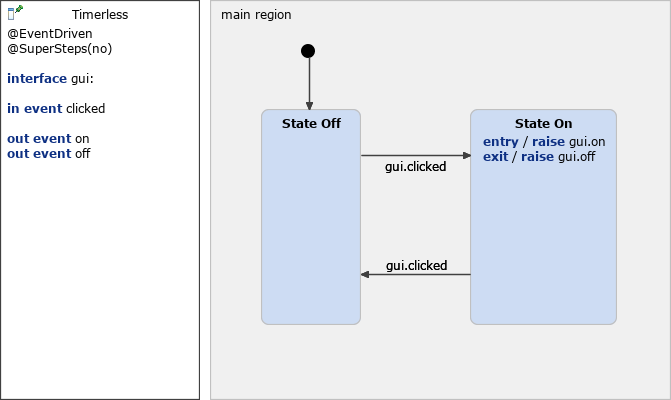 Timerless
@EventDriven
@SuperSteps(no)
interface gui:
in event clicked
out event on
out event off
main region
State Off
State On
entry / raise gui.on
exit / raise gui.off
gui.clicked
gui.clicked